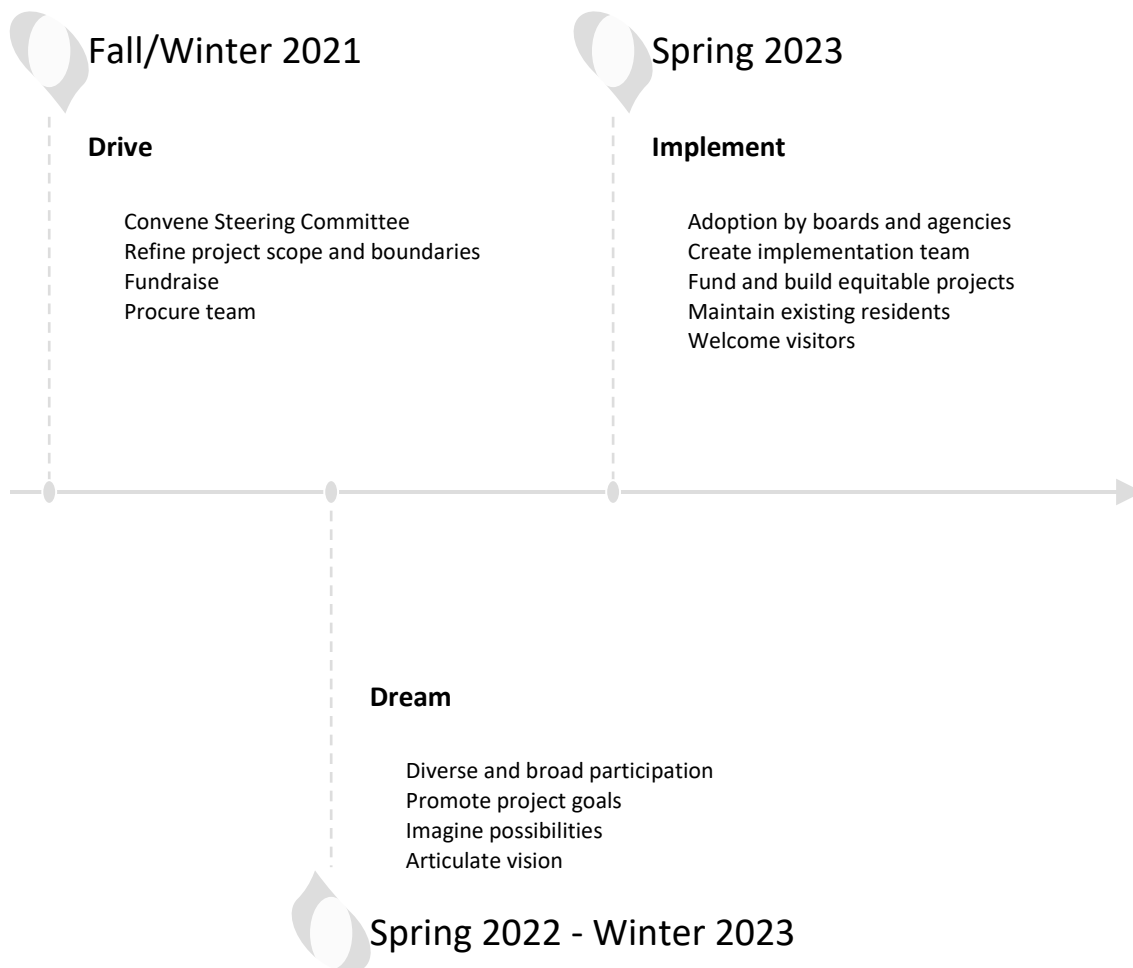 Fall/Winter 2021
Drive
Convene Steering Committee
Refine project scope and boundaries
Fundraise
Procure team
Spring 2023
Implement
Adoption by boards and agencies
Create implementation team
Fund and build equitable projects
Maintain existing residents
Welcome visitors
Dream
Diverse and broad participation
Promote project goals
Imagine possibilities
Articulate vision
Spring 2022 - Winter 2023